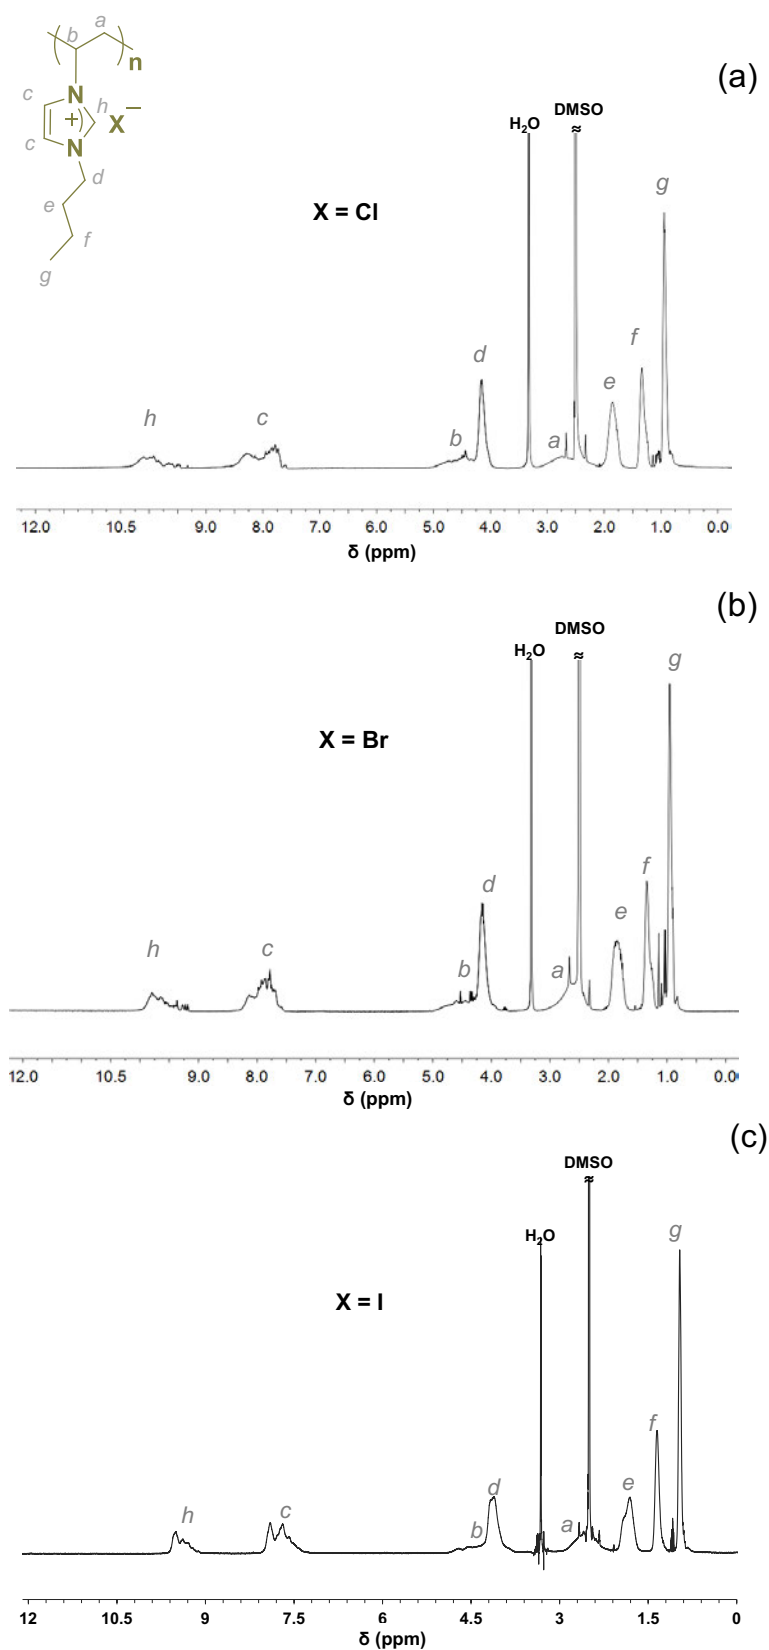 a
b
n
c
N
h
+
X−
c
N
d
e
f
g
(a)
DMSO
≈
H2O
X = Cl
g
f
d
e
h
c
b
a
12.0 10.5 9.0 8.0 7.0 6.0 5.0 4.0 3.0 2.0 1.0 0.0
δ (ppm)
(b)
DMSO
≈
H2O
g
X = Br
f
d
e
h
c
b
a
12.0 10.5 9.0 8.0 7.0 6.0 5.0 4.0 3.0 2.0 1.0 0.0
δ (ppm)
(c)
DMSO
≈
H2O
g
X = I
f
d
e
h
c
b
a
12 9 7.5 4.5 3 1.5 0
δ (ppm)